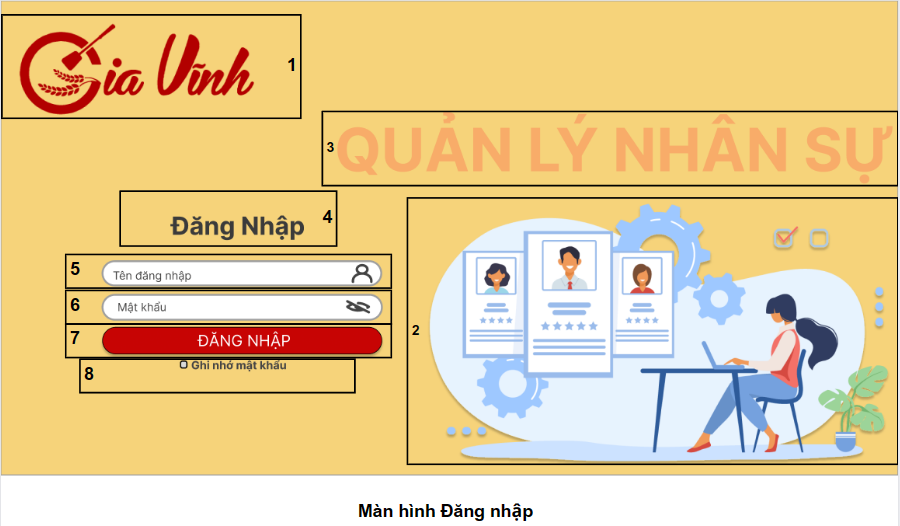 Gia Vĩnh 1
3 QUẢN LÝ NHÂN SỰ
Đăng Nhập 4
5 Tên đăng nhập
6 Mật khẩu
7 ĐĂNG NHẬP
8 Ghi nhớ mật khẩu
2
Màn hình Đăng nhập